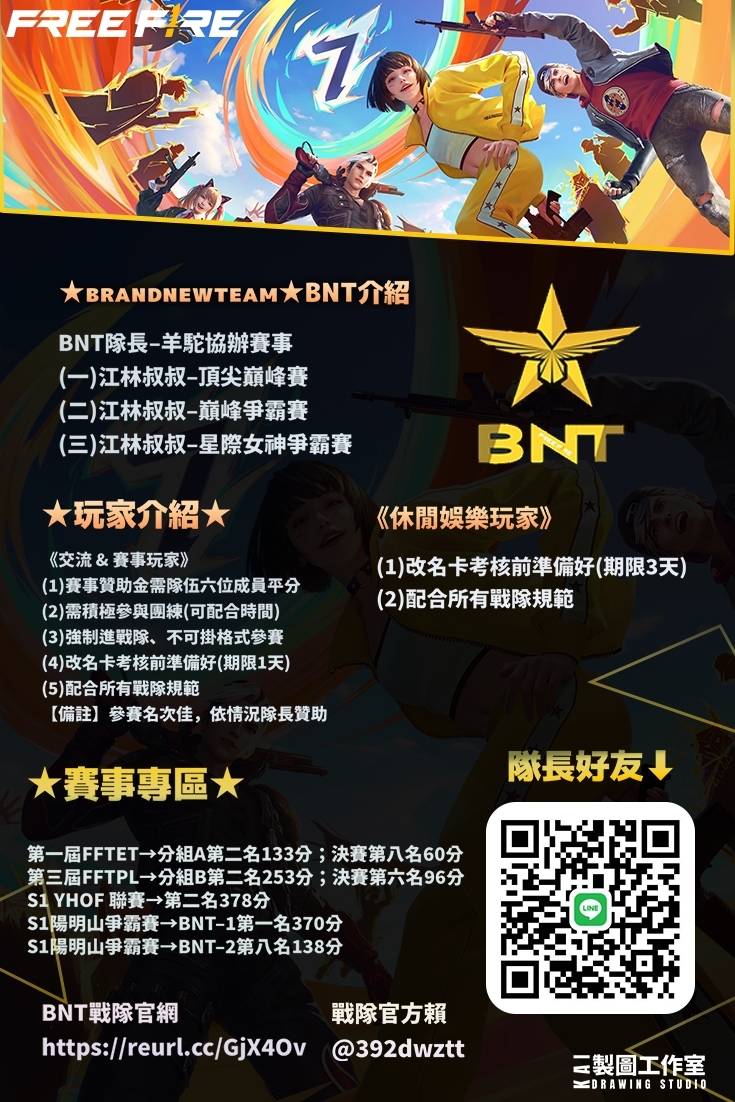 FREE FIRE
7
★BRANDNEWTEAM★BNT介紹
BNT隊長-羊駝協辦賽事
(一)江林叔叔-頂尖巔峰賽
(二)江林叔叔-巔峰爭霸賽
(三)江林叔叔-星際女神爭霸賽
BNT
FREE FIRE
★玩家介紹★
《交流 & 賽事玩家》
(1)賽事贊助金需隊伍六位成員平分
(2)需積極參與團練(可配合時間)
(3)強制進戰隊、不可掛格式參賽
(4)改名卡考核前準備好(期限1天)
(5)配合所有戰隊規範
【備註】參賽名次佳，依情況隊長贊助
《休閒娛樂玩家》
(1)改名卡考核前準備好(期限3天)
(2)配合所有戰隊規範
★賽事專區★
第一屆FFTET→分組A第二名133分；決賽第八名60分
第三屆FFTPL→分組B第二名253分；決賽第六名96分
S1 YHOF 聯賽→第二名378分
S1陽明山爭霸賽→BNT-1第一名370分
S1陽明山爭霸賽→BNT-2第八名138分
隊長好友↓
LINE
BNT戰隊官網
https://reurl.cc/GjX4Ov
戰隊官方賴
@392dwztt
KAI製圖工作室
DRAWING STUDIO